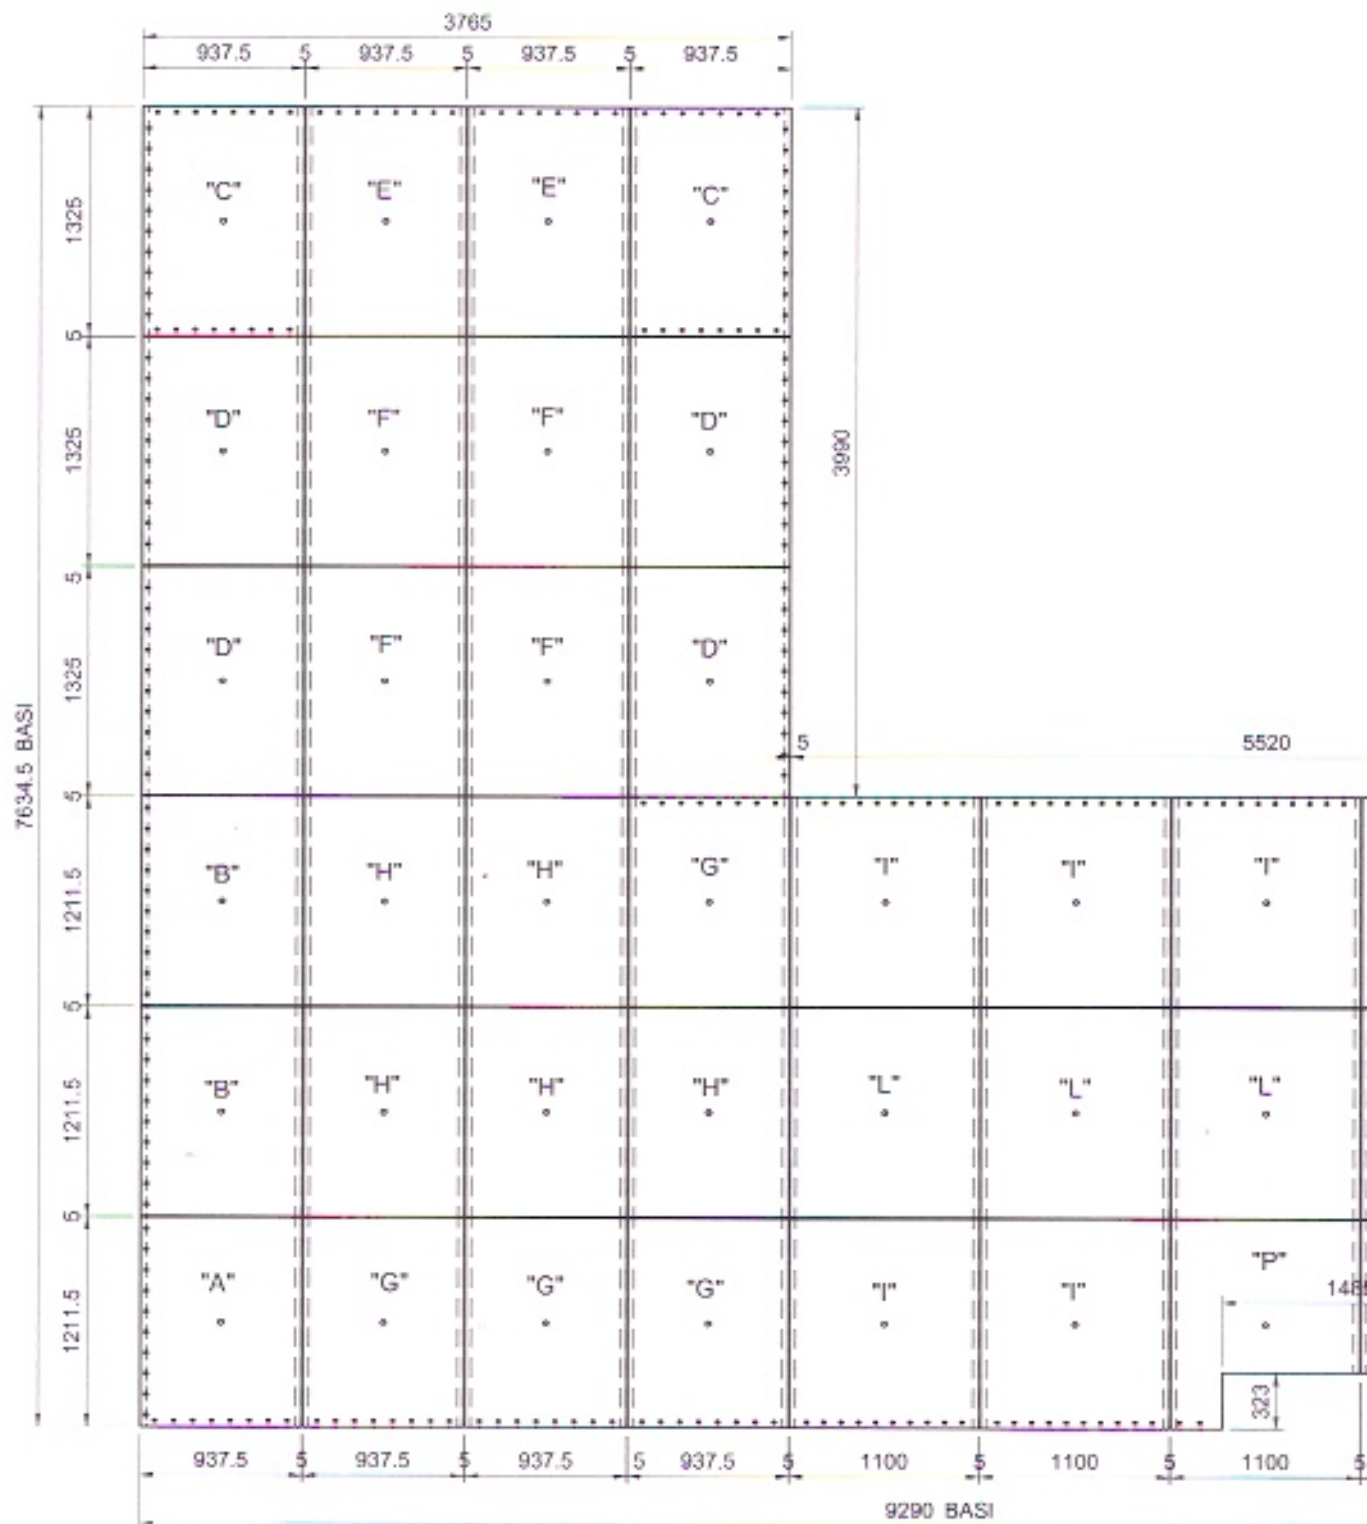 3765
937.5 5 937.5 5 937.5 5 937.5
"C" "E" "E" "C"
1325
5
"D" "F" "F" "D"
1325
3990
5
"D" "F" "F" "D"
1325
7634.5 BASI
5 5520
5
"B" "H" "H" "G" "I" "I" "I"
1211.5
5
"B" "H" "H" "H" "L" "L" "L"
1211.5
5
"A" "G" "G" "G" "I" "I" "P"
1211.5
323
937.5 5 937.5 5 937.5 5 937.5 5 1100 5 1100 5 1100 5
9290 BASI